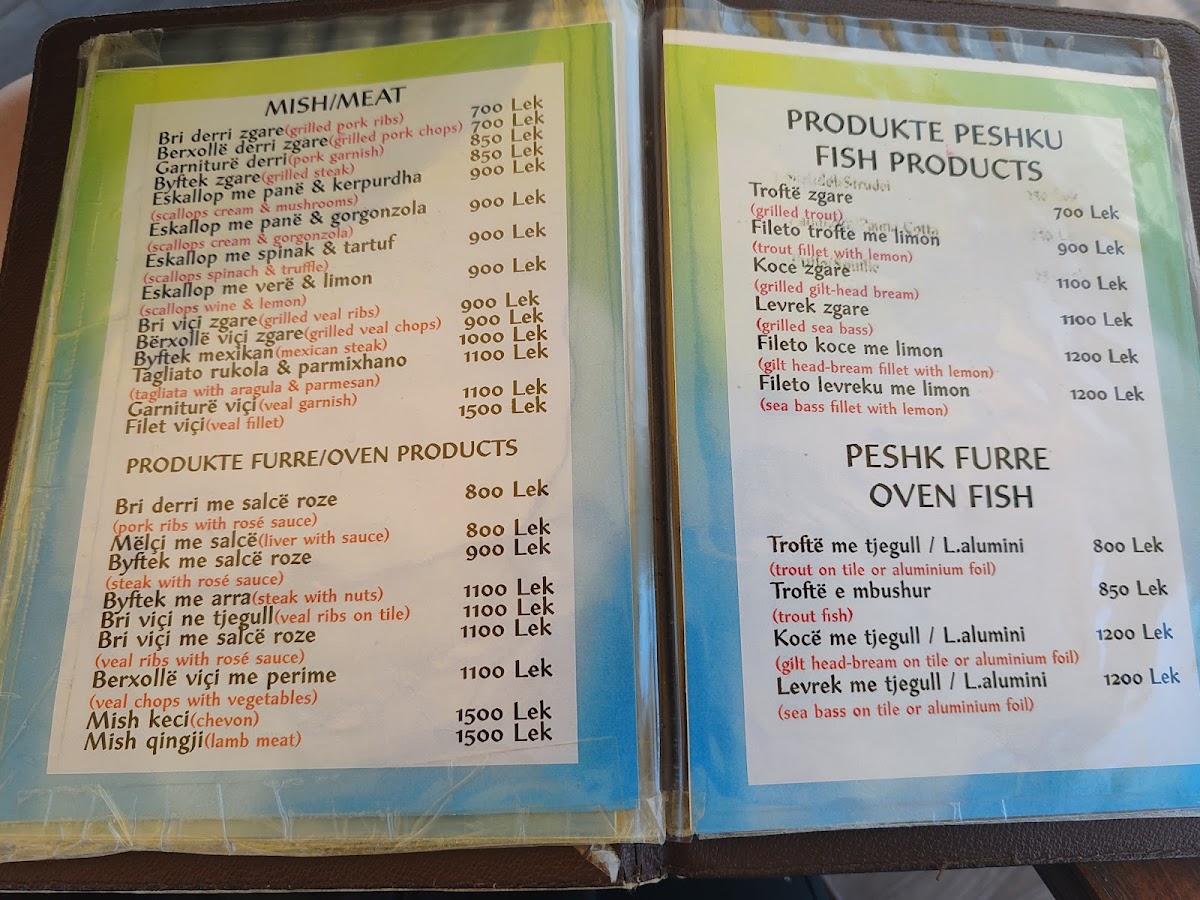 MISH/MEAT
Bri derri zgare(grilled pork ribs) 700 Lek
Berxollë derri zgare(grilled pork chops) 700 Lek
Garniturë derri(pork garnish) 850 Lek
Byftek zgare(grilled steak) 850 Lek
Eskallop me panë & kerpurdha 900 Lek
(scallops cream & mushrooms)
Eskallop me panë & gorgonzola 900 Lek
(scallops cream & gorgonzola)
Eskallop me spinak & tartuf 900 Lek
(scallops spinach & truffle)
Eskallop me verë & limon 900 Lek
(scallops wine & lemon)
Bri viçi zgare(grilled veal ribs) 900 Lek
Bërxollë viçi zgare(grilled veal chops) 900 Lek
Byftek mexikan(mexican steak) 1000 Lek
Tagliato rukola & parmixhano 1100 Lek
(tagliata with aragula & parmesan)
Garniturë viçi(veal garnish) 1100 Lek
Filet viçi(veal fillet) 1500 Lek
PRODUKTE FURRE/OVEN PRODUCTS
Bri derri me salcë roze 800 Lek
(pork ribs with rosé sauce)
Mëlçi me salcë(liver with sauce) 800 Lek
Byftek me salcë roze 900 Lek
(steak with rosé sauce)
Byftek me arra(steak with nuts) 1100 Lek
Bri viçi ne tjegull(veal ribs on tile) 1100 Lek
Bri viçi me salcë roze 1100 Lek
(veal ribs with rosé sauce)
Berxollë viçi me perime 1100 Lek
(veal chops with vegetables)
Mish keci(chevon) 1500 Lek
Mish qingji(lamb meat) 1500 Lek
PRODUKTE PESHKU
FISH PRODUCTS
Troftë zgare 700 Lek
(grilled trout)
Fileto troftë me limon 900 Lek
(trout fillet with lemon)
Koce zgare 1100 Lek
(grilled gilt-head bream)
Levrek zgare 1100 Lek
(grilled sea bass)
Fileto koce me limon 1200 Lek
(gilt head-bream fillet with lemon)
Fileto levreku me limon 1200 Lek
(sea bass fillet with lemon)
PESHK FURRE
OVEN FISH
Troftë me tjegull / L.alumini 800 Lek
(trout on tile or aluminium foil)
Troftë e mbushur 850 Lek
(trout fish)
Kocë me tjegull / L.alumini 1200 Lek
(gilt head-bream on tile or aluminium foil)
Levrek me tjegull / L.alumini 1200 Lek
(sea bass on tile or aluminium foil)